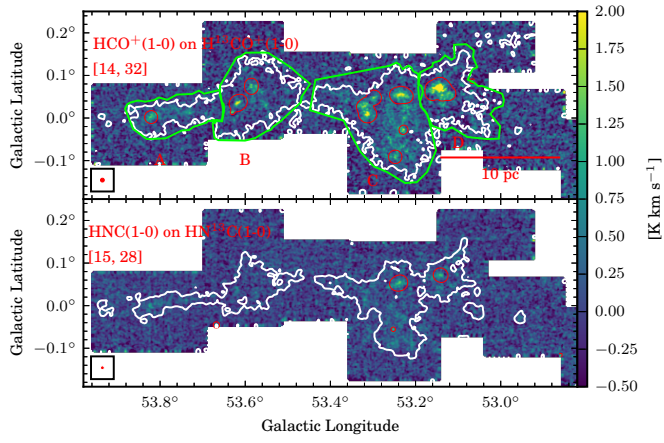 HCO⁺(1-0) on H¹³CO⁺(1-0)
[14, 32]
A
B
C
D
10 pc
0.2°
0.1°
0.0°
−0.1°
Galactic Latitude
HNC(1-0) on HN¹³C(1-0)
[15, 28]
0.2°
0.1°
0.0°
−0.1°
Galactic Latitude
53.8°
53.6°
53.4°
53.2°
53.0°
Galactic Longitude
2.00
1.75
1.50
1.25
1.00
0.75
0.50
0.25
0.00
−0.25
−0.50
[K km s⁻¹]